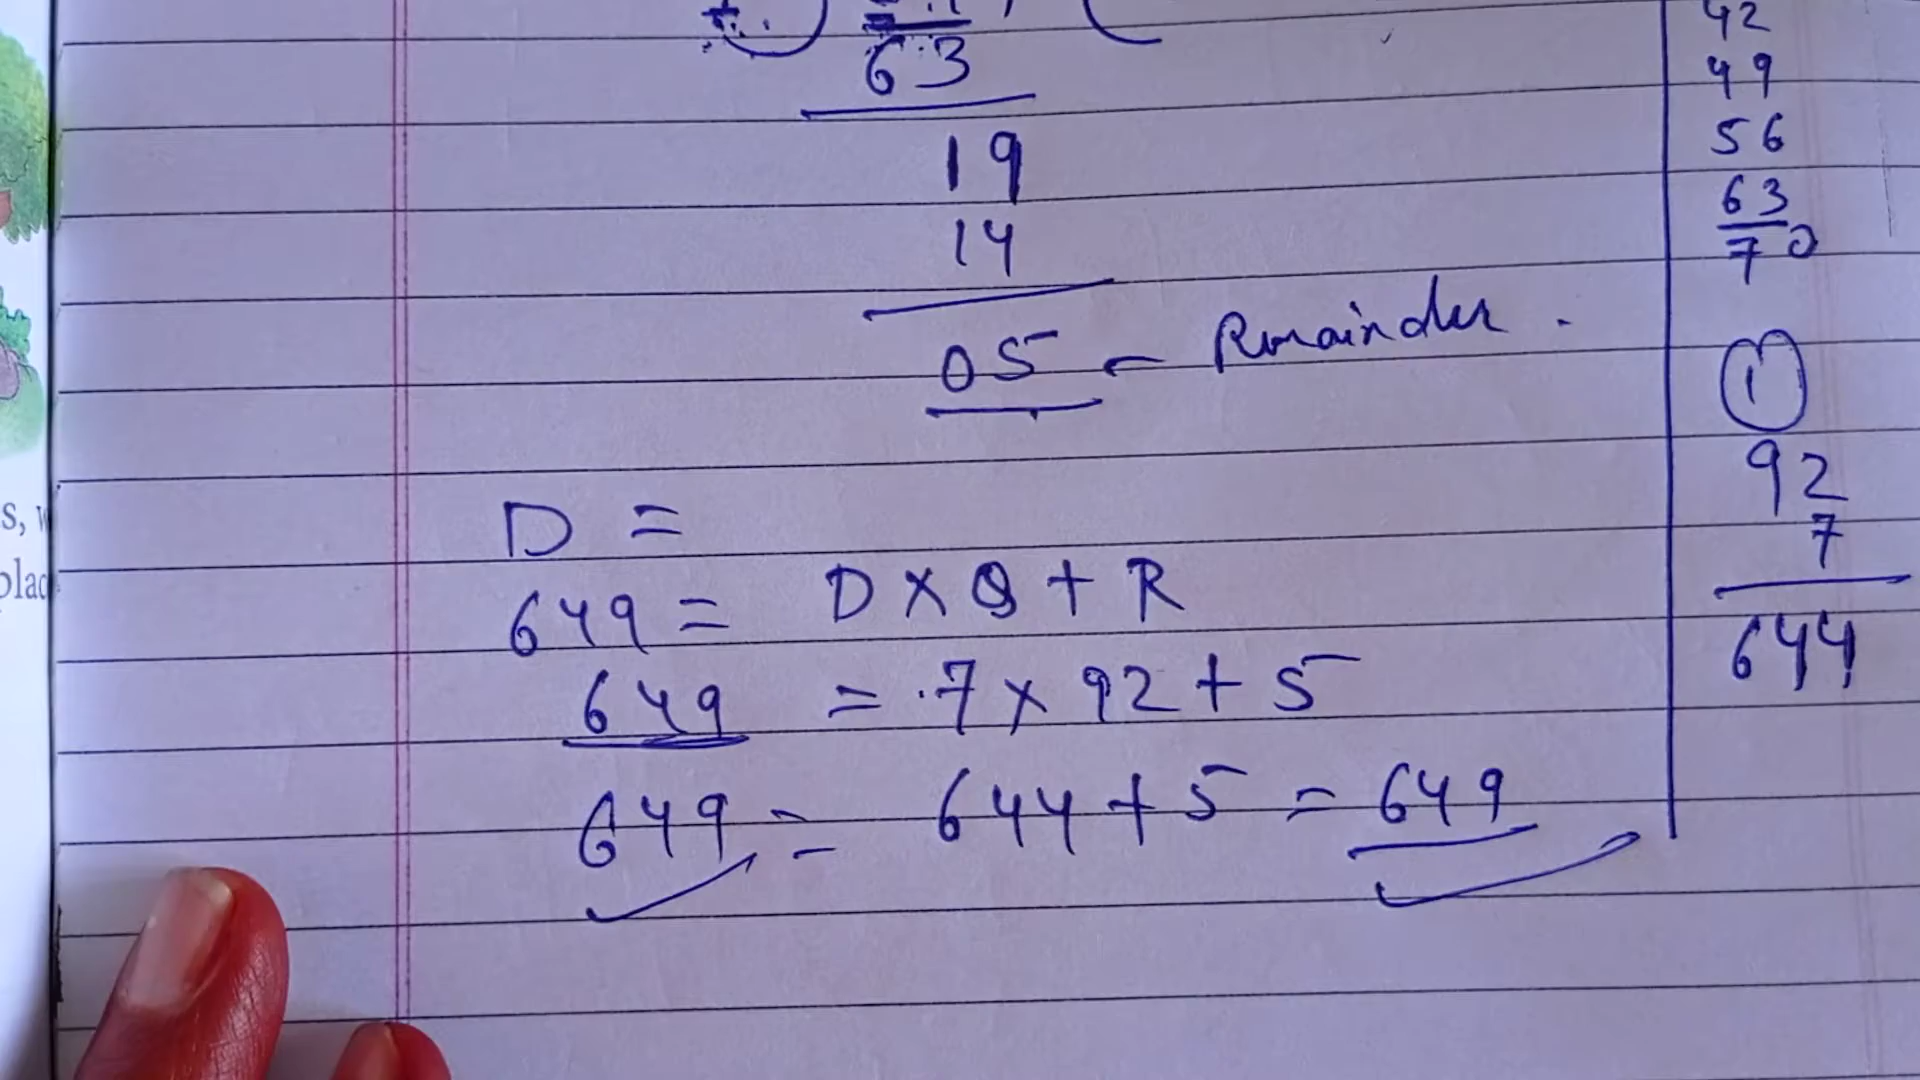 63
19
14
05 - Remainder.
D =
649 = D × Q + R
649 = 7 × 92 + 5
649 = 644 + 5 = 649
42
49
56
63
70
1
92
7
644
s, w
plac